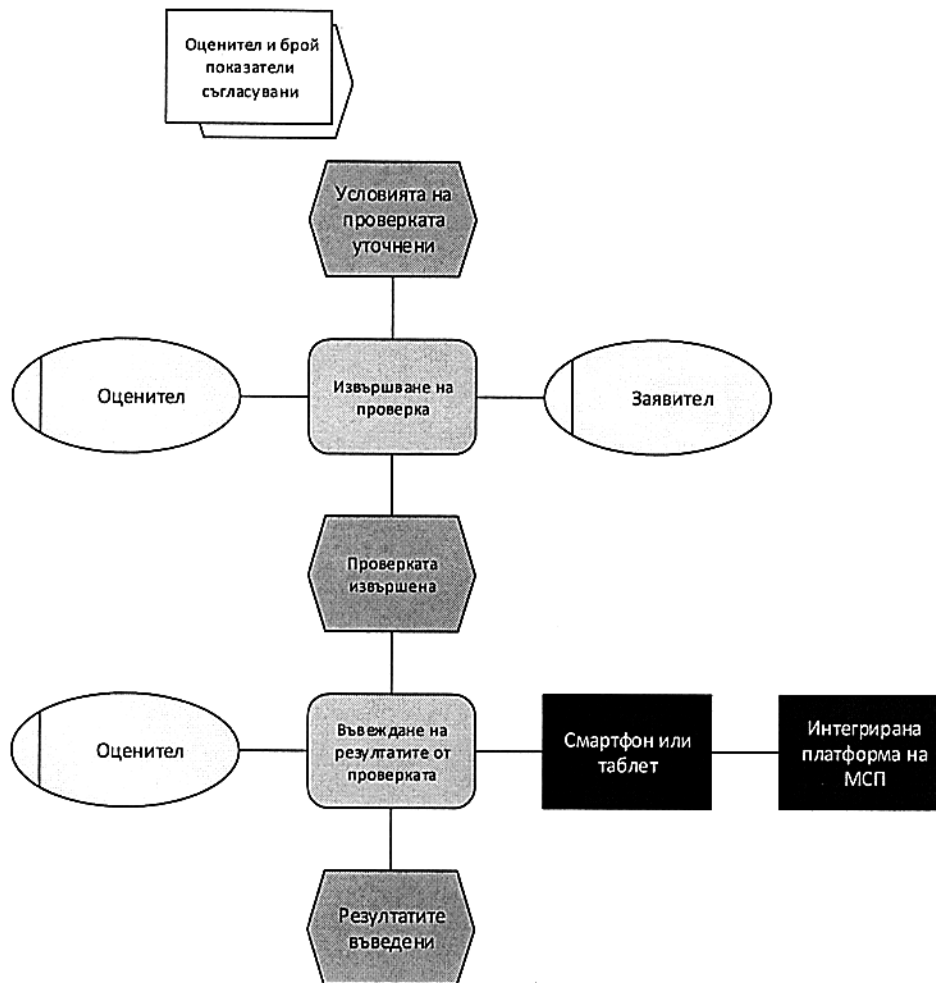 Оценител и брой
показатели
съгласувани
Условията на
проверката
уточнени
Оценител
Извършване на
проверка
Заявител
Проверката
извършена
Оценител
Въвеждане на
резултатите от
проверката
Смартфон или
таблет
Интегрирана
платформа на
МСП
Резултатите
въведени